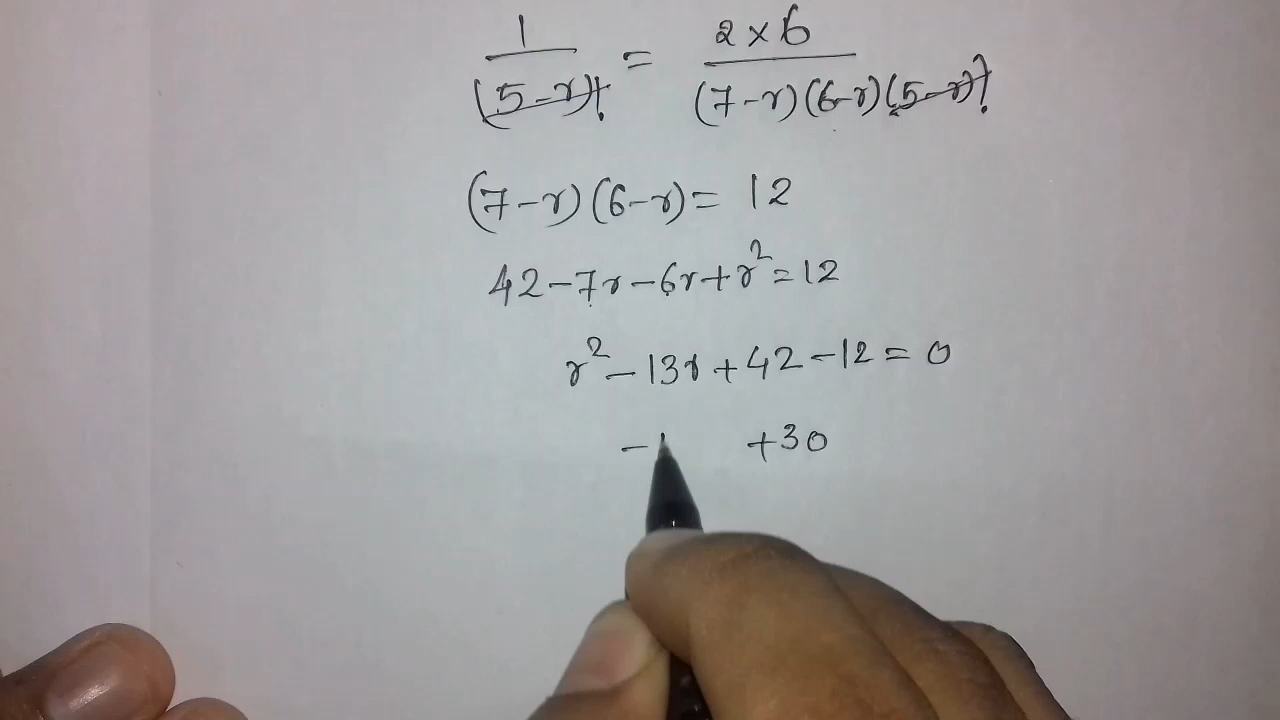 1/(5-r)! = 2×6/(7-r)(6-r)(5-r)!
(7-r)(6-r) = 12
42-7r-6r+r²=12
r²-13r+42-12=0
-1 +30